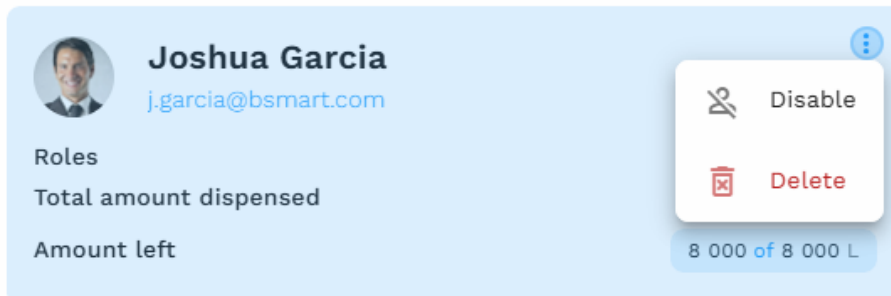 Joshua Garcia
j.garcia@bsmart.com
Disable
Roles
Delete
Total amount dispensed
Amount left
8 000 of 8 000 L